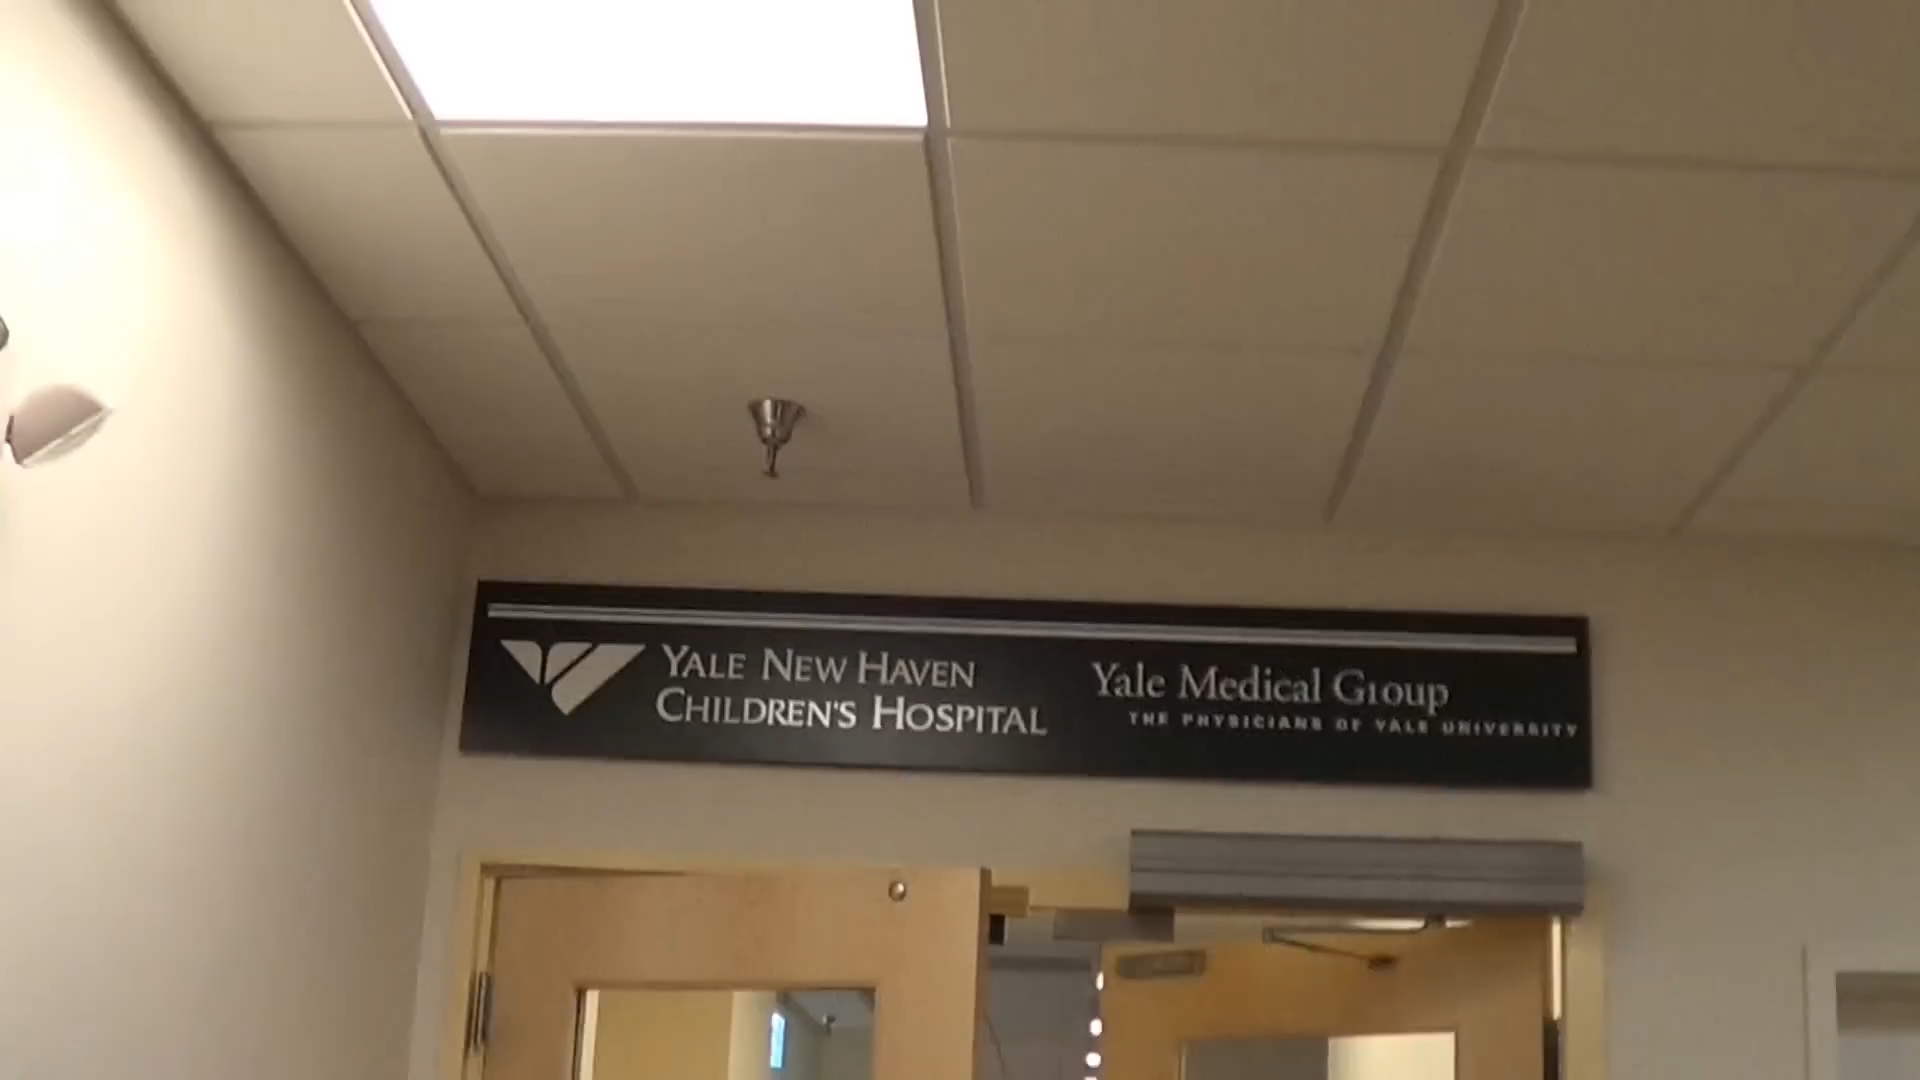 YALE NEW HAVEN
CHILDREN'S HOSPITAL
Yale Medical Group
THE PHYSICIANS OF YALE UNIVERSITY